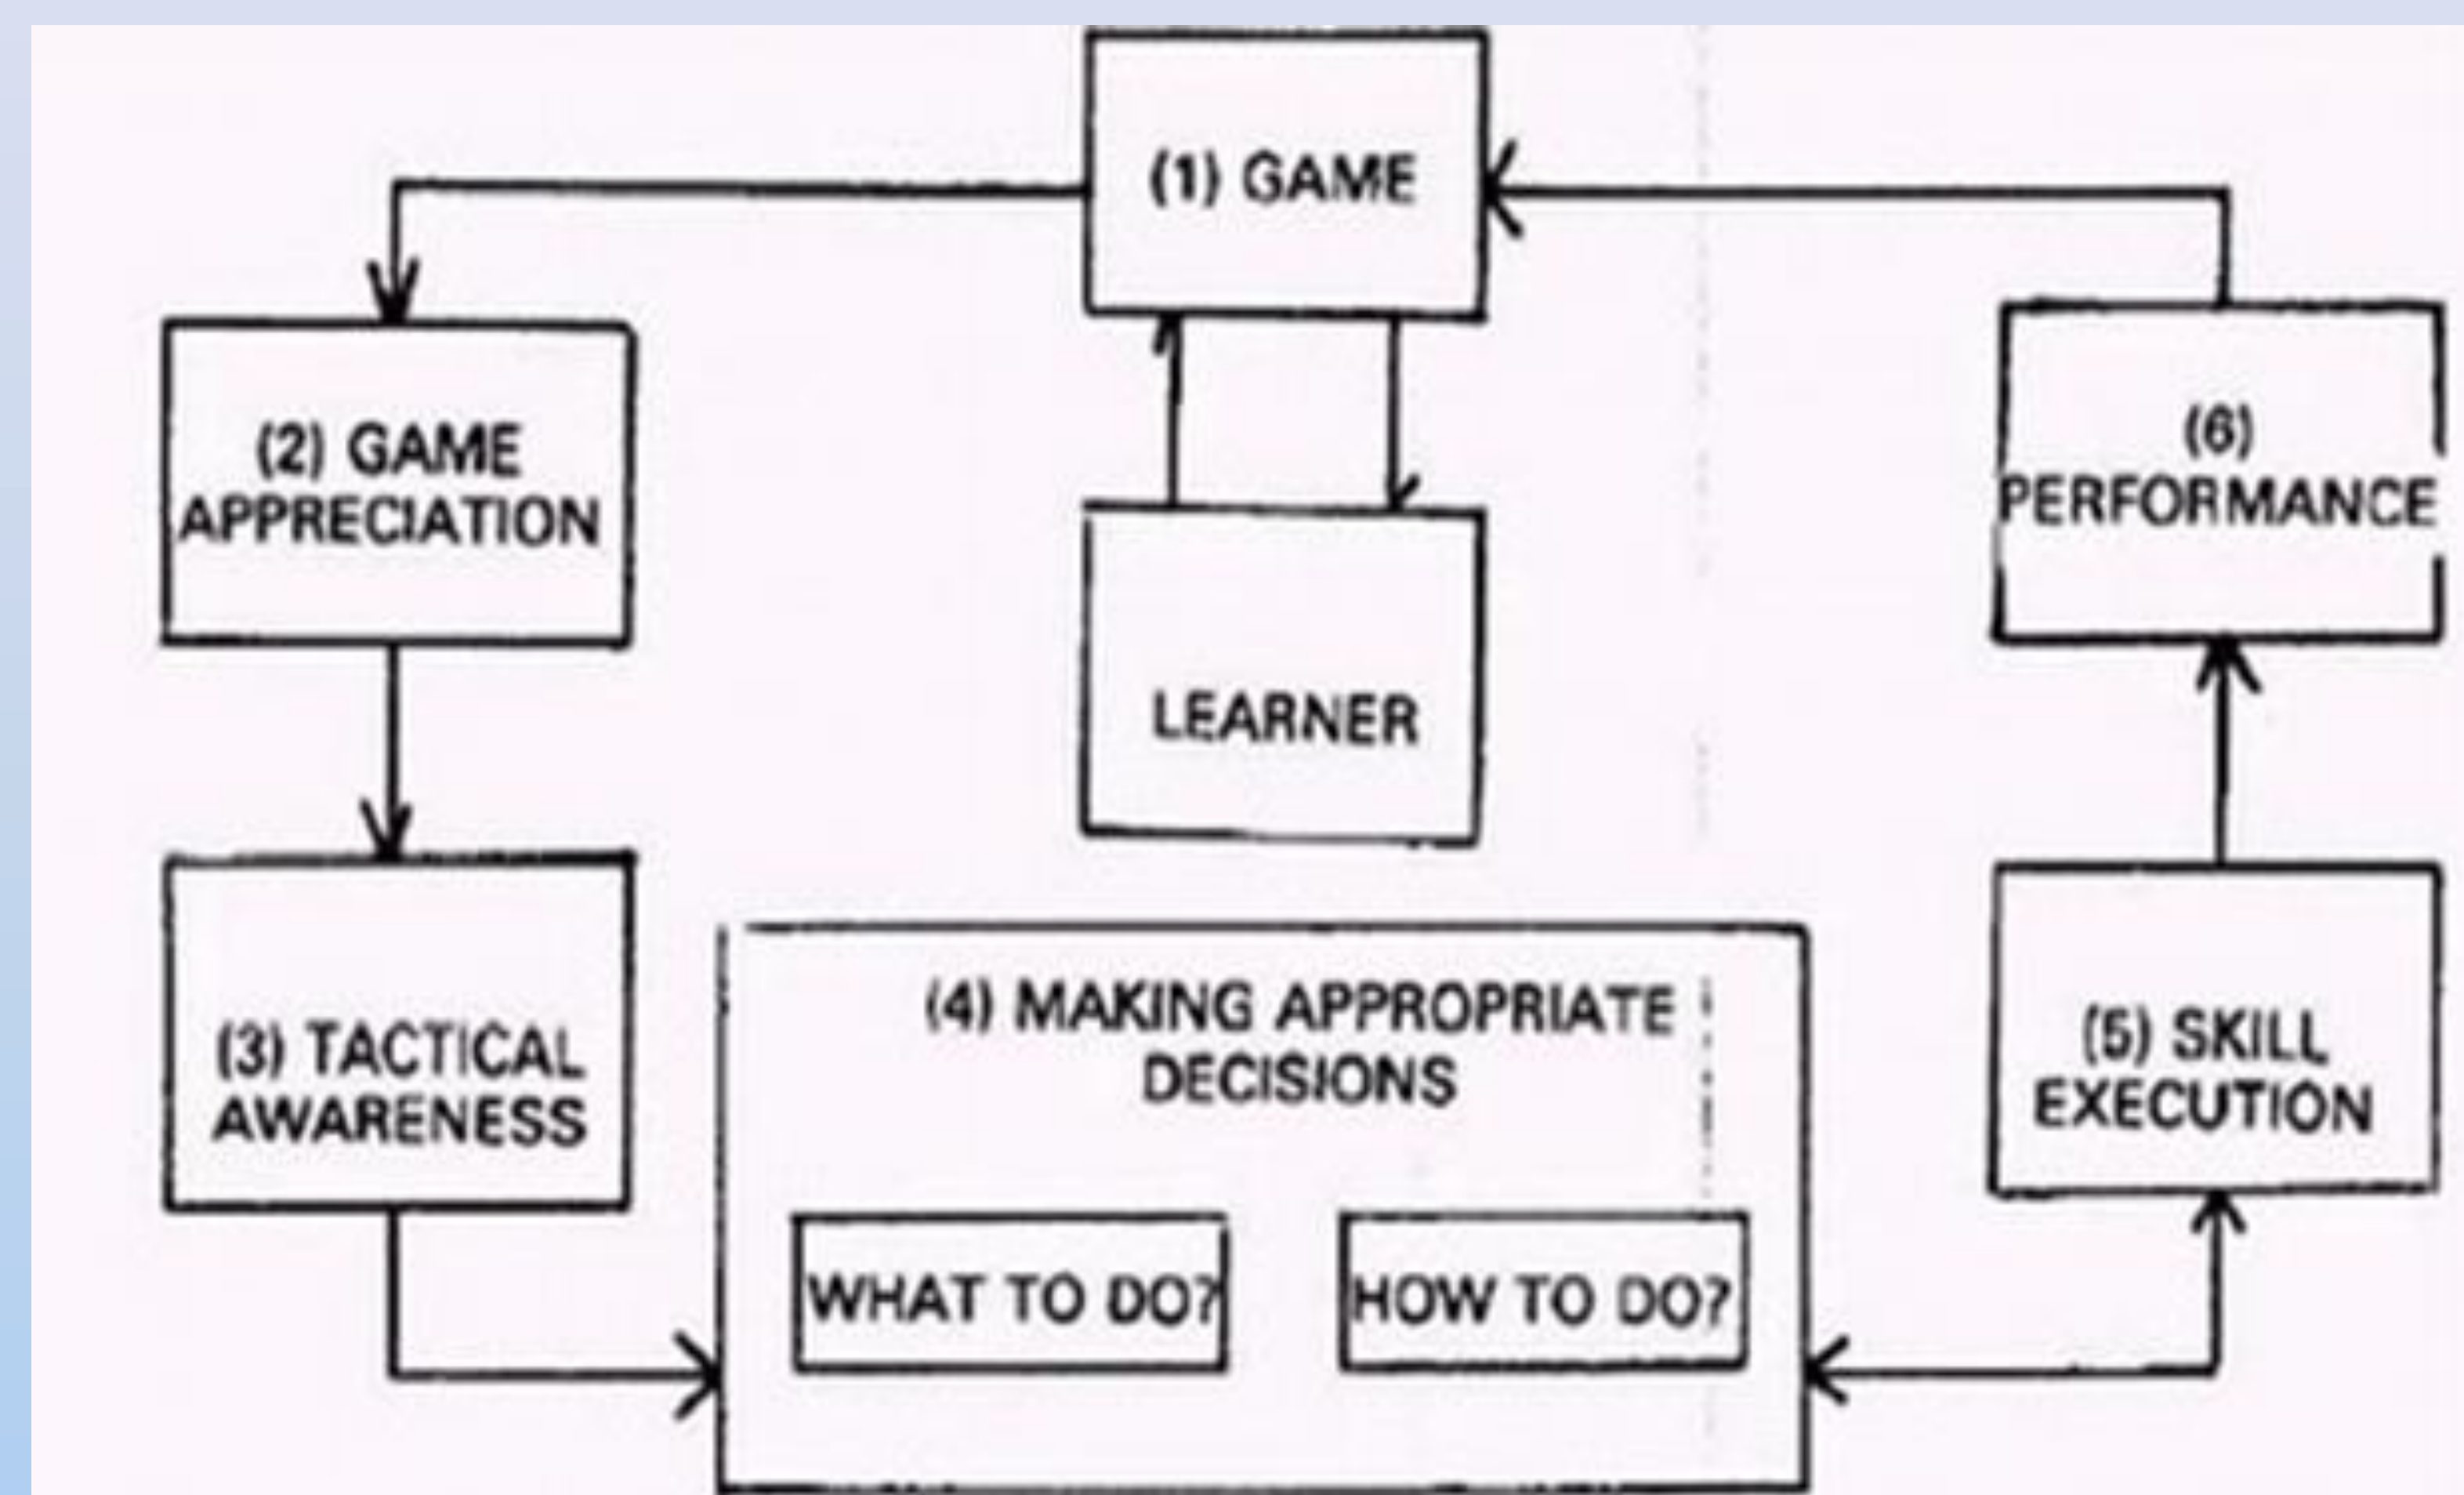 (1) GAME
(2) GAME
APPRECIATION
(6)
PERFORMANCE
LEARNER
(3) TACTICAL
AWARENESS
(4) MAKING APPROPRIATE
DECISIONS
WHAT TO DO?
HOW TO DO?
(5) SKILL
EXECUTION